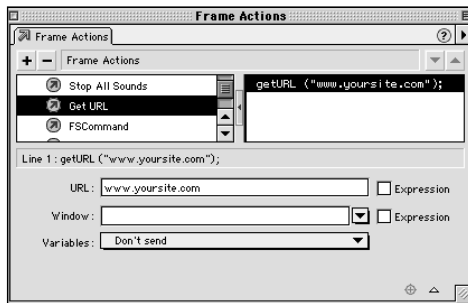 Frame Actions
Frame Actions
?
+ - Frame Actions
Stop All Sounds
Get URL
FSCommand
getURL ("www.yoursite.com");
Line 1 : getURL ("www.yoursite.com");
URL : www.yoursite.com Expression
Window : Expression
Variables : Don't send